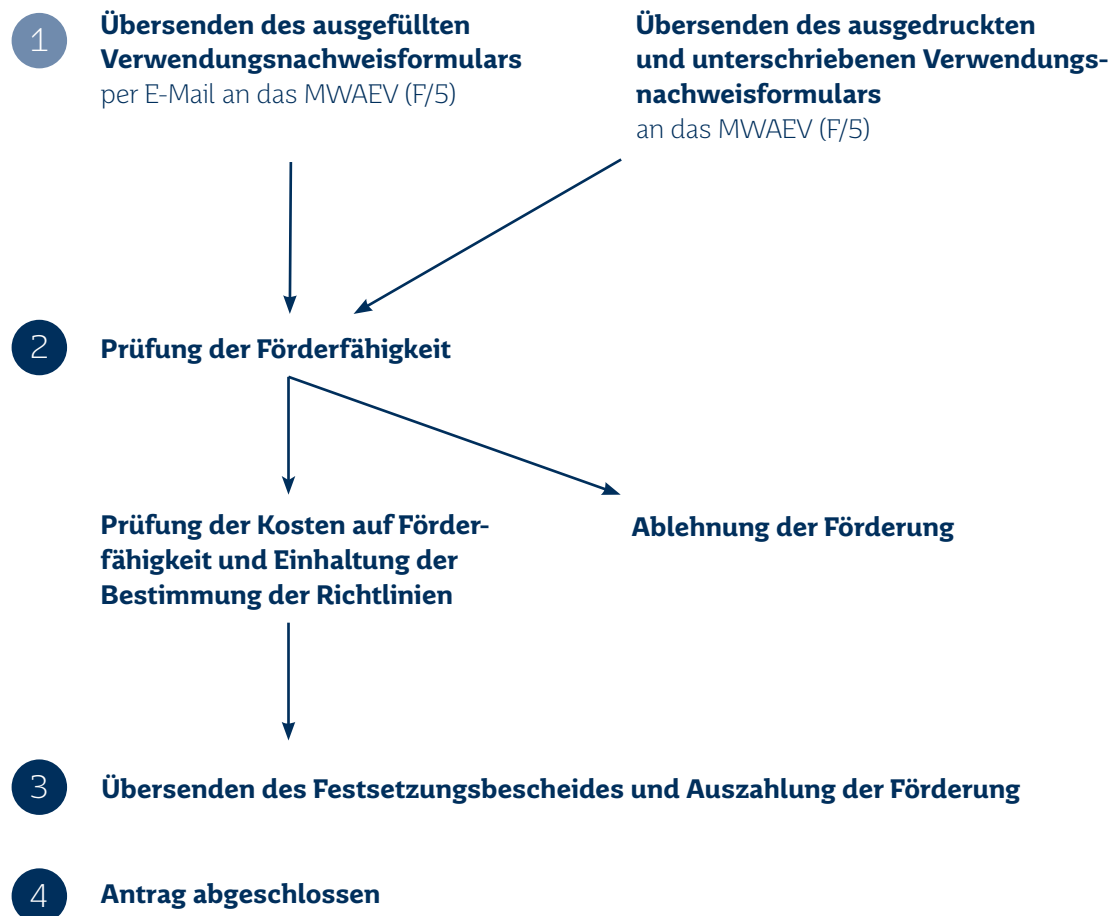 1
Übersenden des ausgefüllten
Verwendungsnachweisformulars
per E-Mail an das MWAEV (F/5)
Übersenden des ausgedruckten
und unterschriebenen Verwendungs-
nachweisformulars
an das MWAEV (F/5)
2
Prüfung der Förderfähigkeit
Prüfung der Kosten auf Förder-
fähigkeit und Einhaltung der
Bestimmung der Richtlinien
Ablehnung der Förderung
3
Übersenden des Festsetzungsbescheides und Auszahlung der Förderung
4
Antrag abgeschlossen